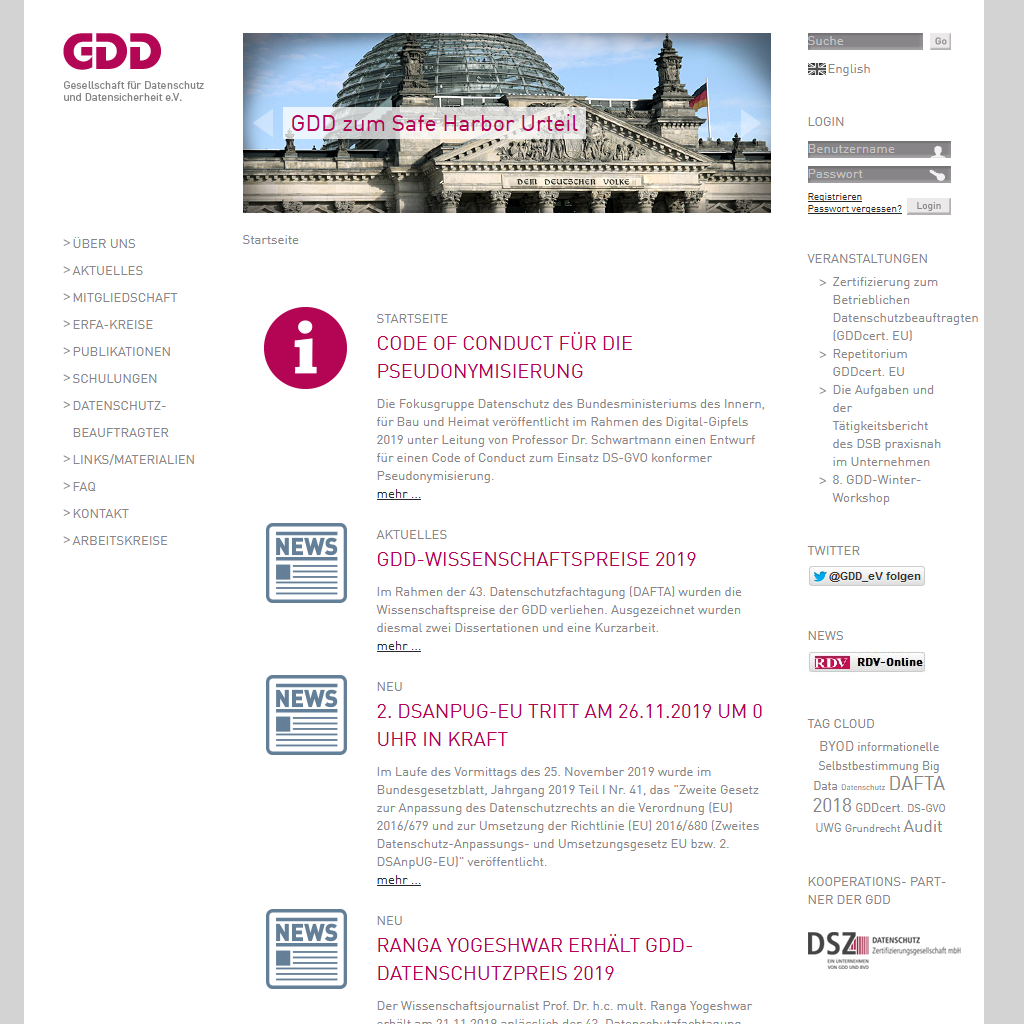 GDD
Gesellschaft für Datenschutz
und Datensicherheit e.V.
GDD zum Safe Harbor Urteil
DEM DEUTSCHEN VOLKE
Suche
Go
English
LOGIN
Benutzername
Passwort
Registrieren
Passwort vergessen?
Login
> ÜBER UNS
> AKTUELLES
> MITGLIEDSCHAFT
> ERFA-KREISE
> PUBLIKATIONEN
> SCHULUNGEN
> DATENSCHUTZ-
BEAUFTRAGTER
> LINKS/MATERIALIEN
> FAQ
> KONTAKT
> ARBEITSKREISE
Startseite
STARTSEITE
CODE OF CONDUCT FÜR DIE
PSEUDONYMISIERUNG
Die Fokusgruppe Datenschutz des Bundesministeriums des Innern,
für Bau und Heimat veröffentlicht im Rahmen des Digital-Gipfels
2019 unter Leitung von Professor Dr. Schwartmann einen Entwurf
für einen Code of Conduct zum Einsatz DS-GVO konformer
Pseudonymisierung.
mehr ...
NEWS
AKTUELLES
GDD-WISSENSCHAFTSPREISE 2019
Im Rahmen der 43. Datenschutzfachtagung (DAFTA) wurden die
Wissenschaftspreise der GDD verliehen. Ausgezeichnet wurden
diesmal zwei Dissertationen und eine Kurzarbeit.
mehr ...
NEWS
NEU
2. DSANPUG-EU TRITT AM 26.11.2019 UM 0
UHR IN KRAFT
Im Laufe des Vormittags des 25. November 2019 wurde im
Bundesgesetzblatt, Jahrgang 2019 Teil I Nr. 41, das "Zweite Gesetz
zur Anpassung des Datenschutzrechts an die Verordnung (EU)
2016/679 und zur Umsetzung der Richtlinie (EU) 2016/680 (Zweites
Datenschutz-Anpassungs- und Umsetzungsgesetz EU bzw. 2.
DSAnpUG-EU)" veröffentlicht.
mehr ...
NEWS
NEU
RANGA YOGESHWAR ERHÄLT GDD-
DATENSCHUTZPREIS 2019
Der Wissenschaftsjournalist Prof. Dr. h.c. mult. Ranga Yogeshwar
erhält am 21.11.2019 anlässlich der 43. Datenschutzfachtagung
VERANSTALTUNGEN
> Zertifizierung zum
Betrieblichen
Datenschutzbeauftragten
(GDDcert. EU)
> Repetitorium
GDDcert. EU
> Die Aufgaben und
der
Tätigkeitsbericht
des DSB praxisnah
im Unternehmen
> 8. GDD-Winter-
Workshop
TWITTER
@GDD_eV folgen
NEWS
RDV RDV-Online
TAG CLOUD
BYOD informationelle
Selbstbestimmung Big
Data Datenschutz DAFTA
2018 GDDcert. DS-GVO
UWG Grundrecht Audit
KOOPERATIONS- PART-
NER DER GDD
DSZ DATENSCHUTZ
Zertifizierungsgesellschaft mbH
EIN UNTERNEHMEN
VON GDD UND BVD